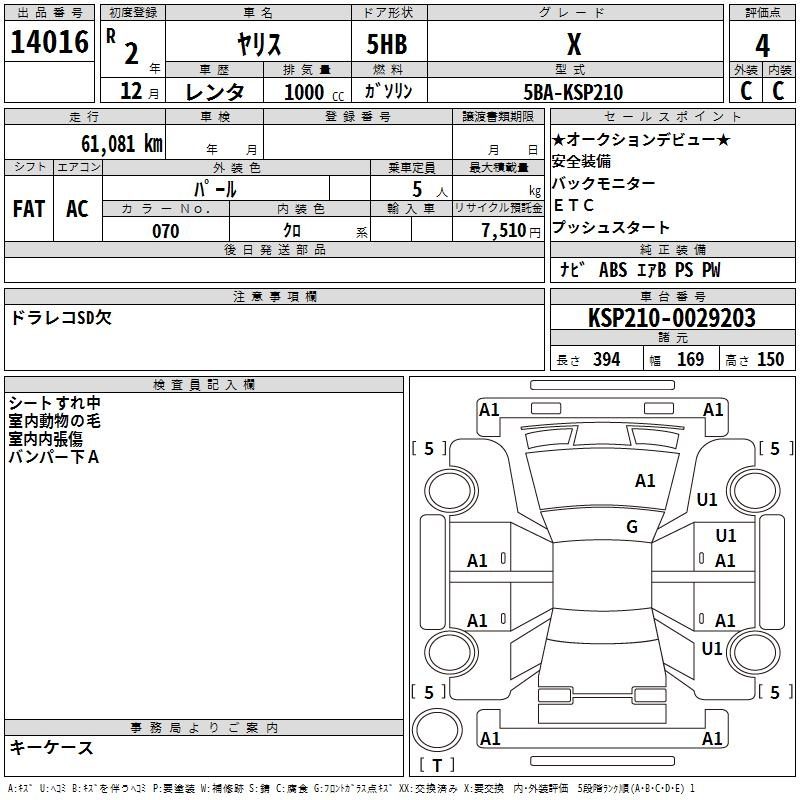 出品番号
14016
初度登録
R 2 年
12 月
車名
ヤリス
ドア形状
5HB
グレード
X
評価点
4
車歴
レンタ
排気量
1000 CC
燃料
ガソリン
型式
5BA-KSP210
外装 内装
C C
走行
61,081 km
車検
年 月
登録番号
譲渡書類期限
月 日
シフト
FAT
エアコン
AC
外装色
パール
乗車定員
5 人
最大積載量
kg
カラーNo.
070
内装色
クロ 系
輸入車
リサイクル預託金
7,510 円
後日発送部品
セールスポイント
★オークションデビュー★
安全装備
バックモニター
ETC
プッシュスタート
純正装備
ナビ ABS エアB PS PW
注意事項欄
ドラレコSD欠
車台番号
KSP210-0029203
諸元
長さ 394 幅 169 高さ 150
検査員記入欄
シートすれ中
室内動物の毛
室内内張傷
バンパー下A
事務局よりご案内
キーケース
A1 A1
[ 5 ] [ 5 ]
A1
U1
G
U1
A1 A1
A1 A1
U1
[ 5 ] [ 5 ]
A1 A1
[ T ]
A:キズ U:ヘコミ B:キズを伴うヘコミ P:要塗装 W:補修跡 S:錆 C:腐食 G:フロントガラス点キズ XX:交換済み X:要交換 内・外装評価 5段階ランク順(A・B・C・D・E) 1